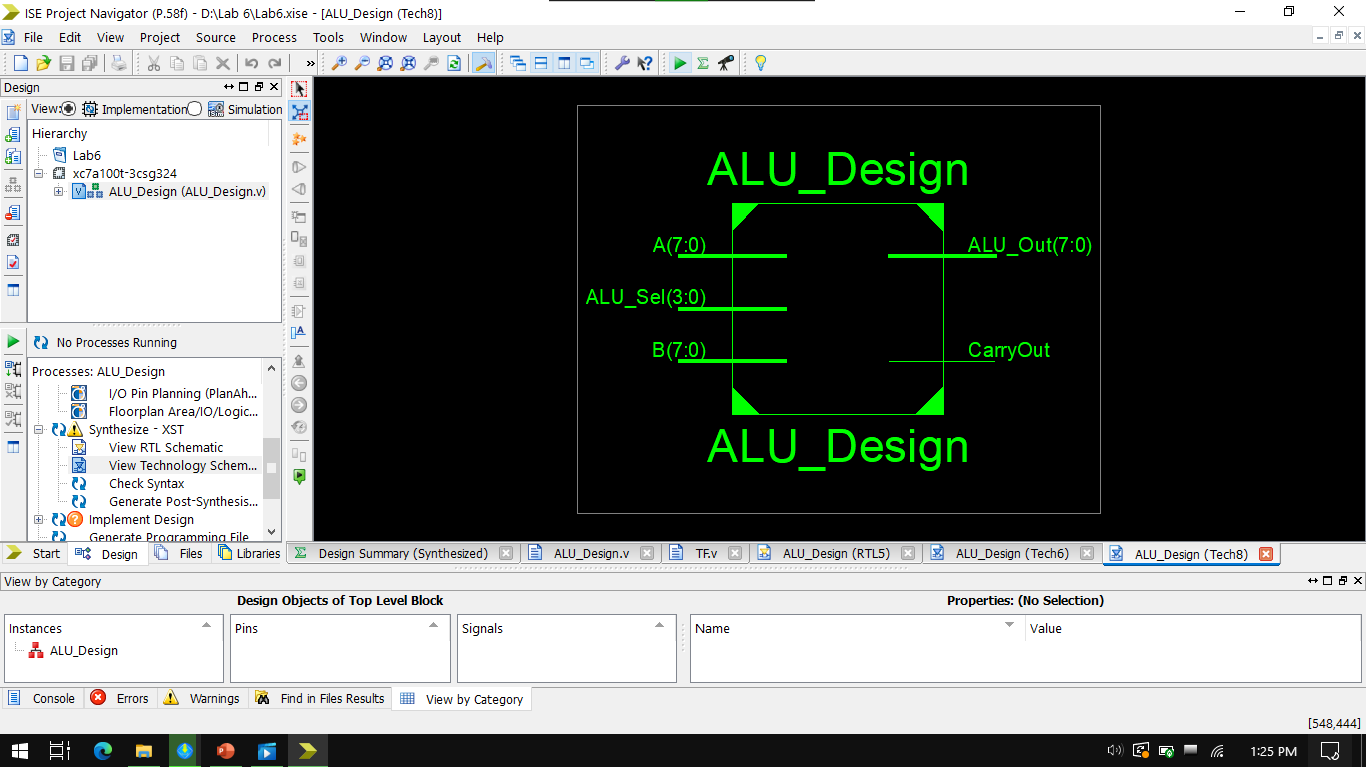 ISE Project Navigator (P.58f) - D:\Lab 6\Lab6.xise - [ALU_Design (Tech8)]
File Edit View Project Source Process Tools Window Layout Help
»
Design
View: Implementation Simulation
Hierarchy
Lab6
xc7a100t-3csg324
ALU_Design (ALU_Design.v)
No Processes Running
Processes: ALU_Design
I/O Pin Planning (PlanAh...
Floorplan Area/IO/Logic...
Synthesize - XST
View RTL Schematic
View Technology Schem...
Check Syntax
Generate Post-Synthesis...
Implement Design
Generate Programming File
Start Design Files Libraries
ALU_Design
A(7:0)
ALU_Sel(3:0)
B(7:0)
ALU_Out(7:0)
CarryOut
ALU_Design
Design Summary (Synthesized) ALU_Design.v TF.v ALU_Design (RTL5) ALU_Design (Tech6) ALU_Design (Tech8)
View by Category
Design Objects of Top Level Block
Properties: (No Selection)
Instances Pins Signals Name Value
ALU_Design
Console Errors Warnings Find in Files Results View by Category
[548,444]
1:25 PM